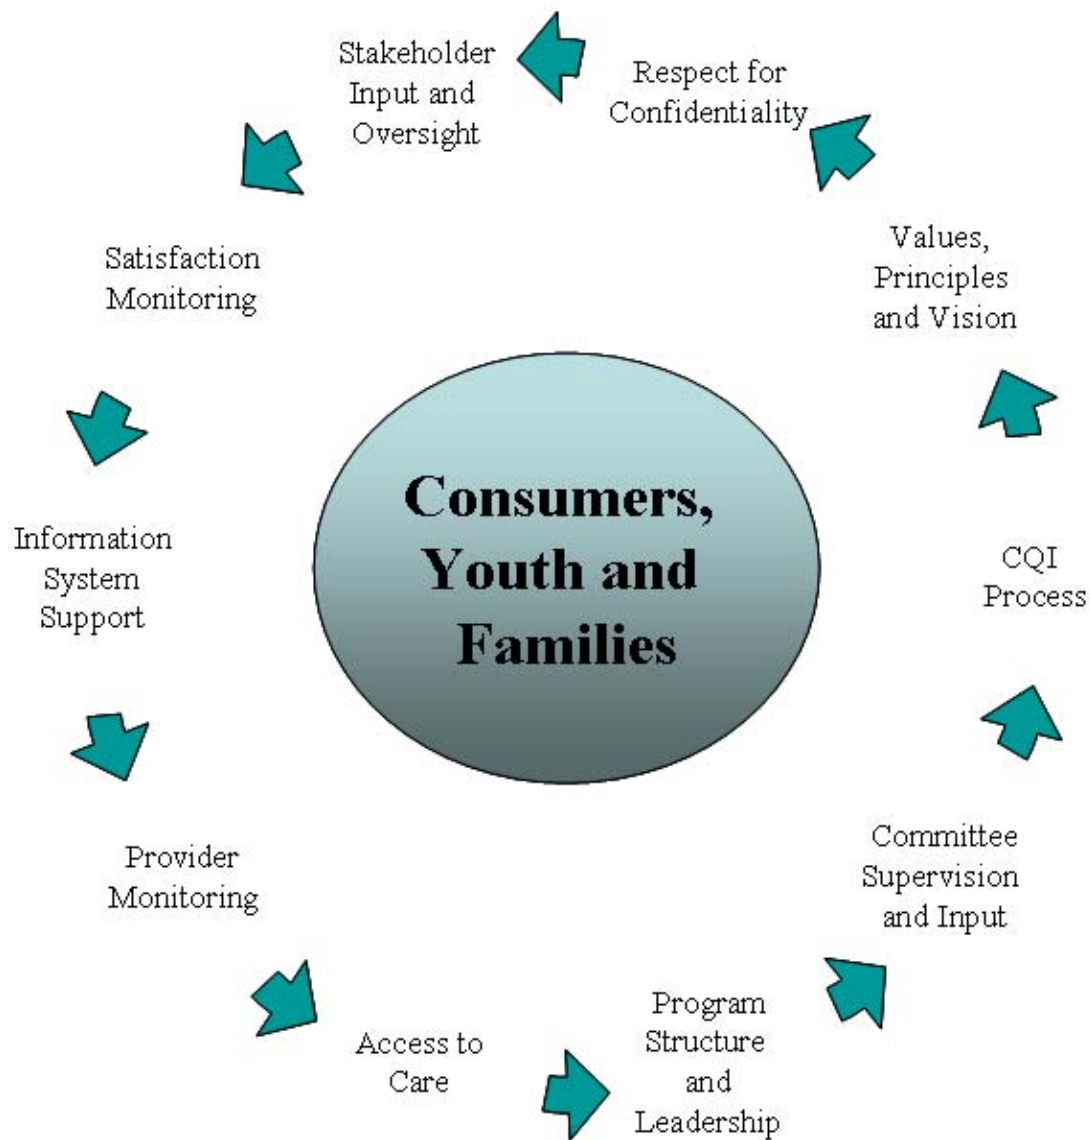 Stakeholder
Input and
Oversight
Respect for
Confidentiality
Values,
Principles
and Vision
Satisfaction
Monitoring
Consumers,
Youth and
Families
Information
System
Support
CQI
Process
Provider
Monitoring
Committee
Supervision
and Input
Access to
Care
Program
Structure
and
Leadership